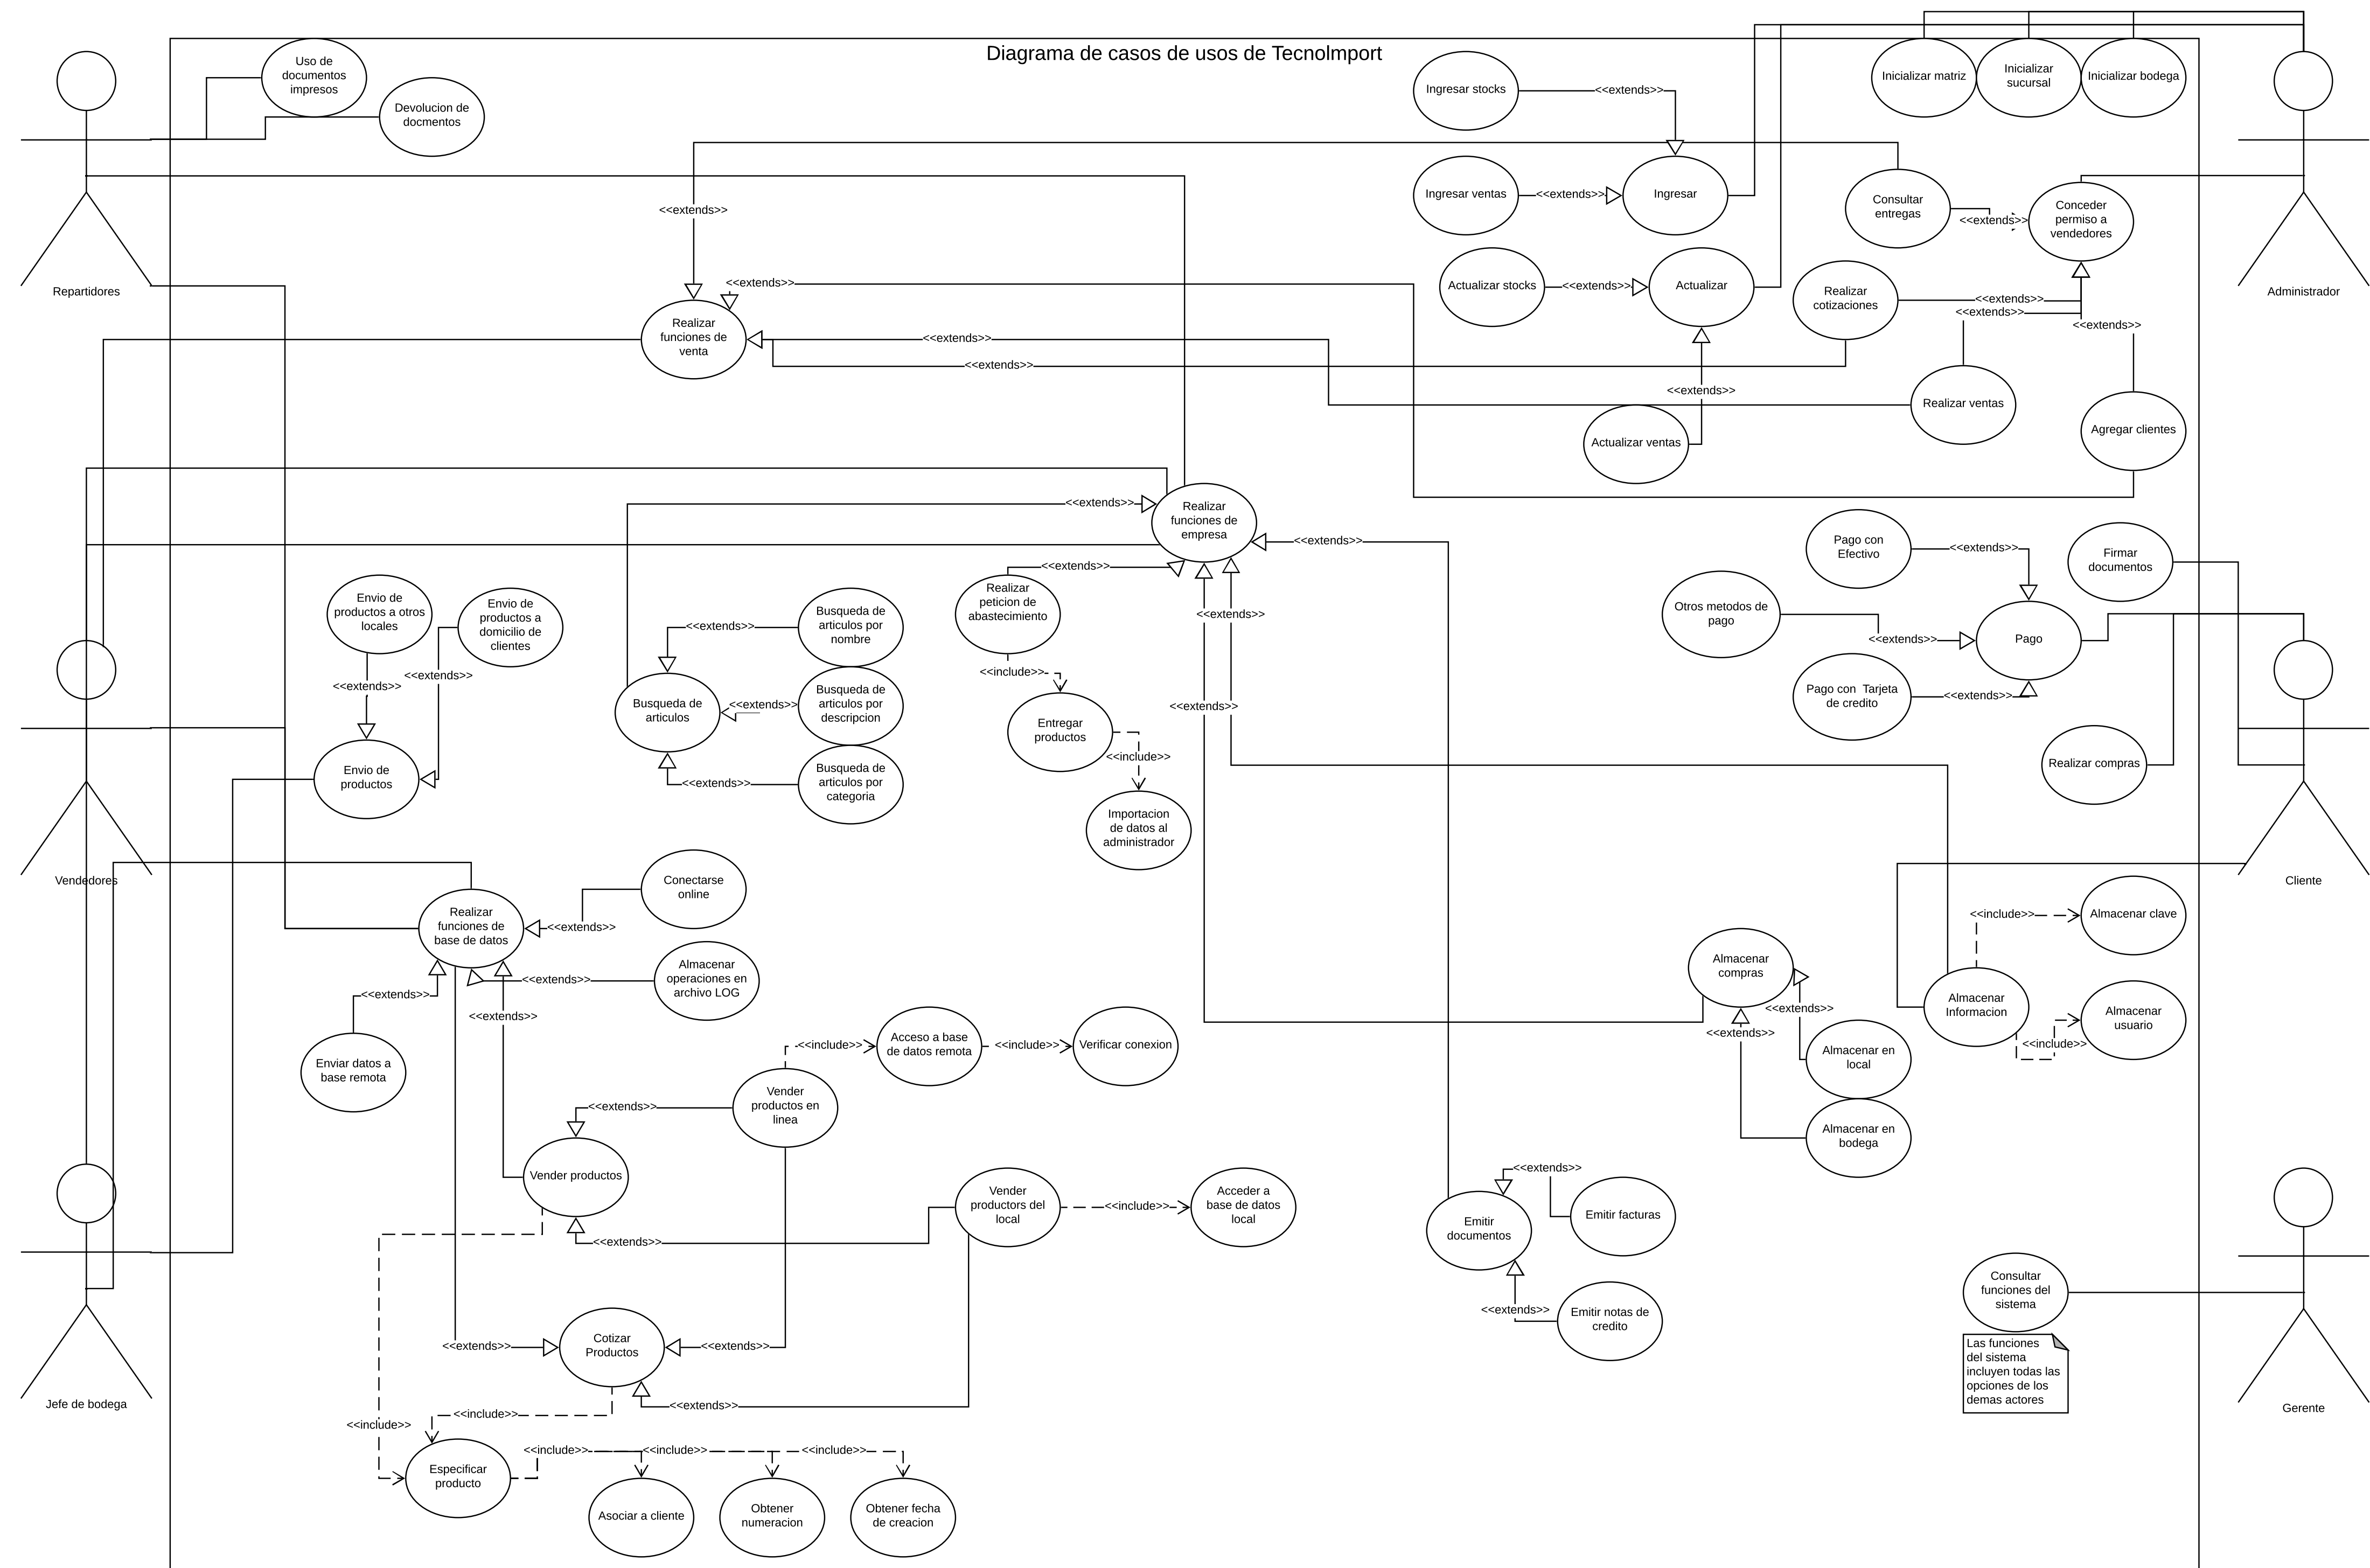 Diagrama de casos de usos de TecnoImport
Uso de
documentos
impresos
Devolucion de
docmentos
Repartidores
Ingresar stocks
<<extends>>
Ingresar ventas
<<extends>>
Ingresar
Actualizar stocks
<<extends>>
Actualizar
<<extends>>
Actualizar ventas
Inicializar matriz
Inicializar
sucursal
Inicializar bodega
Consultar
entregas
<<extends>>
Conceder
permiso a
vendedores
Realizar
cotizaciones
<<extends>>
<<extends>>
<<extends>>
Realizar ventas
Agregar clientes
Administrador
<<extends>>
<<extends>>
Realizar
funciones de
venta
<<extends>>
<<extends>>
<<extends>>
Realizar
funciones de
empresa
<<extends>>
<<extends>>
Realizar
peticion de
abastecimiento
<<extends>>
<<extends>>
<<include>>
Entregar
productos
<<include>>
Importacion
de datos al
administrador
Envio de
productos a otros
locales
Envio de
productos a
domicilio de
clientes
<<extends>>
<<extends>>
Envio de
productos
Busqueda de
articulos
<<extends>>
<<extends>>
<<extends>>
Busqueda de
articulos por
nombre
Busqueda de
articulos por
descripcion
Busqueda de
articulos por
categoria
Vendedores
Pago con
Efectivo
<<extends>>
Otros metodos de
pago
<<extends>>
Pago
Pago con  Tarjeta
de credito
<<extends>>
Firmar
documentos
Realizar compras
Cliente
Realizar
funciones de
base de datos
Conectarse
online
<<extends>>
Almacenar
operaciones en
archivo LOG
<<extends>>
<<extends>>
<<extends>>
Enviar datos a
base remota
<<include>>
Acceso a base
de datos remota
<<include>>
Verificar conexion
Vender
productos en
linea
<<extends>>
Vender productos
<<extends>>
Vender
productors del
local
<<include>>
Acceder a
base de datos
local
<<extends>>
Cotizar
Productos
<<extends>>
<<extends>>
<<include>>
<<include>>
Especificar
producto
<<include>>
<<include>>
<<include>>
Asociar a cliente
Obtener
numeracion
Obtener fecha
de creacion
Jefe de bodega
Almacenar
compras
<<extends>>
<<extends>>
Almacenar en
local
Almacenar en
bodega
<<include>>
Almacenar clave
Almacenar
Informacion
<<include>>
Almacenar
usuario
<<extends>>
Emitir
documentos
Emitir facturas
<<extends>>
Emitir notas de
credito
Consultar
funciones del
sistema
Las funciones
del sistema
incluyen todas las
opciones de los
demas actores
Gerente